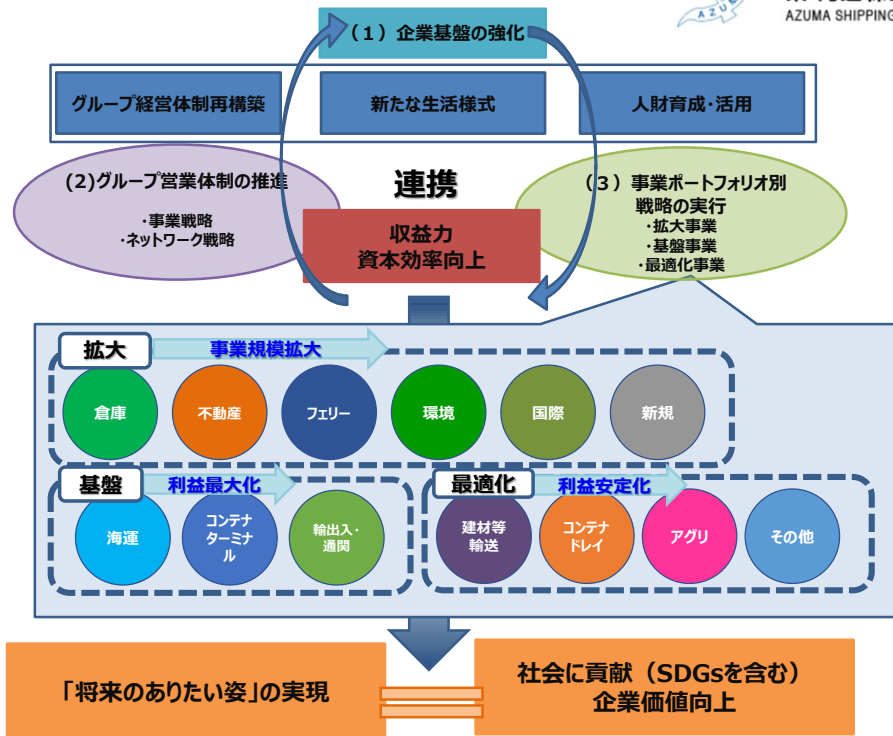 AZUMA SHIPPING
AZU
(1)企業基盤の強化
グループ経営体制再構築
新たな生活様式
人財育成・活用
(2)グループ営業体制の推進
・事業戦略
・ネットワーク戦略
連携
収益力
資本効率向上
(3)事業ポートフォリオ別
戦略の実行
・拡大事業
・基盤事業
・最適化事業
拡大
事業規模拡大
倉庫
不動産
フェリー
環境
国際
新規
基盤
利益最大化
海運
コンテナ
ターミナ
ル
輸出入・
通関
最適化
利益安定化
建材等
輸送
コンテナ
ドレイ
アグリ
その他
「将来のありたい姿」の実現
社会に貢献(SDGsを含む)
企業価値向上